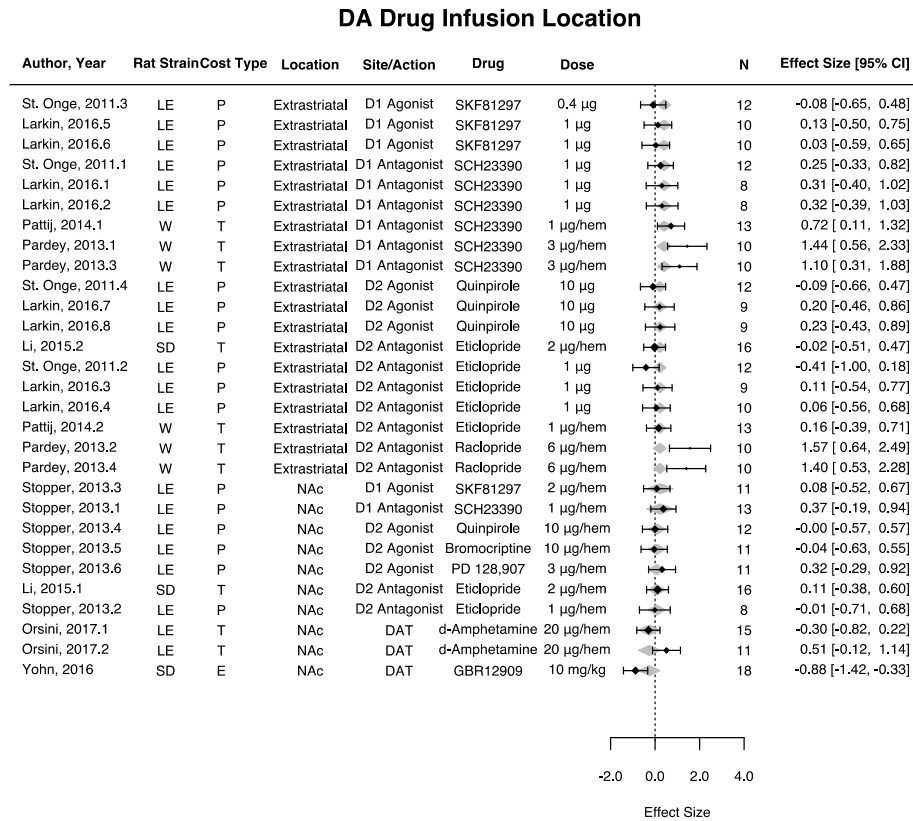 DA Drug Infusion Location
Author, Year Rat Strain Cost Type Location Site/Action Drug Dose N Effect Size [95% CI]
St. Onge, 2011.3 LE P Extrastriatal D1 Agonist SKF81297 0.4 µg 12 -0.08 [-0.65, 0.48]
Larkin, 2016.5 LE P Extrastriatal D1 Agonist SKF81297 1 µg 10 0.13 [-0.50, 0.75]
Larkin, 2016.6 LE P Extrastriatal D1 Agonist SKF81297 1 µg 10 0.03 [-0.59, 0.65]
St. Onge, 2011.1 LE P Extrastriatal D1 Antagonist SCH23390 1 µg 12 0.25 [-0.33, 0.82]
Larkin, 2016.1 LE P Extrastriatal D1 Antagonist SCH23390 1 µg 8 0.31 [-0.40, 1.02]
Larkin, 2016.2 LE P Extrastriatal D1 Antagonist SCH23390 1 µg 8 0.32 [-0.39, 1.03]
Pattij, 2014.1 W T Extrastriatal D1 Antagonist SCH23390 1 µg/hem 13 0.72 [ 0.11, 1.32]
Pardey, 2013.1 W T Extrastriatal D1 Antagonist SCH23390 3 µg/hem 10 1.44 [ 0.56, 2.33]
Pardey, 2013.3 W T Extrastriatal D1 Antagonist SCH23390 3 µg/hem 10 1.10 [ 0.31, 1.88]
St. Onge, 2011.4 LE P Extrastriatal D2 Agonist Quinpirole 10 µg 12 -0.09 [-0.66, 0.47]
Larkin, 2016.7 LE P Extrastriatal D2 Agonist Quinpirole 10 µg 9 0.20 [-0.46, 0.86]
Larkin, 2016.8 LE P Extrastriatal D2 Agonist Quinpirole 10 µg 9 0.23 [-0.43, 0.89]
Li, 2015.2 SD T Extrastriatal D2 Antagonist Eticlopride 2 µg/hem 16 -0.02 [-0.51, 0.47]
St. Onge, 2011.2 LE P Extrastriatal D2 Antagonist Eticlopride 1 µg 12 -0.41 [-1.00, 0.18]
Larkin, 2016.3 LE P Extrastriatal D2 Antagonist Eticlopride 1 µg 9 0.11 [-0.54, 0.77]
Larkin, 2016.4 LE P Extrastriatal D2 Antagonist Eticlopride 1 µg 10 0.06 [-0.56, 0.68]
Pattij, 2014.2 W T Extrastriatal D2 Antagonist Eticlopride 1 µg/hem 13 0.16 [-0.39, 0.71]
Pardey, 2013.2 W T Extrastriatal D2 Antagonist Raclopride 6 µg/hem 10 1.57 [ 0.64, 2.49]
Pardey, 2013.4 W T Extrastriatal D2 Antagonist Raclopride 6 µg/hem 10 1.40 [ 0.53, 2.28]
Stopper, 2013.3 LE P NAc D1 Agonist SKF81297 2 µg/hem 11 0.08 [-0.52, 0.67]
Stopper, 2013.1 LE P NAc D1 Antagonist SCH23390 1 µg/hem 13 0.37 [-0.19, 0.94]
Stopper, 2013.4 LE P NAc D2 Agonist Quinpirole 10 µg/hem 12 -0.00 [-0.57, 0.57]
Stopper, 2013.5 LE P NAc D2 Agonist Bromocriptine 10 µg/hem 11 -0.04 [-0.63, 0.55]
Stopper, 2013.6 LE P NAc D2 Agonist PD 128,907 3 µg/hem 11 0.32 [-0.29, 0.92]
Li, 2015.1 SD T NAc D2 Antagonist Eticlopride 2 µg/hem 16 0.11 [-0.38, 0.60]
Stopper, 2013.2 LE P NAc D2 Antagonist Eticlopride 1 µg/hem 8 -0.01 [-0.71, 0.68]
Orsini, 2017.1 LE T NAc DAT d-Amphetamine 20 µg/hem 15 -0.30 [-0.82, 0.22]
Orsini, 2017.2 LE T NAc DAT d-Amphetamine 20 µg/hem 11 0.51 [-0.12, 1.14]
Yohn, 2016 SD E NAc DAT GBR12909 10 mg/kg 18 -0.88 [-1.42, -0.33]
-2.0 0.0 2.0 4.0
Effect Size